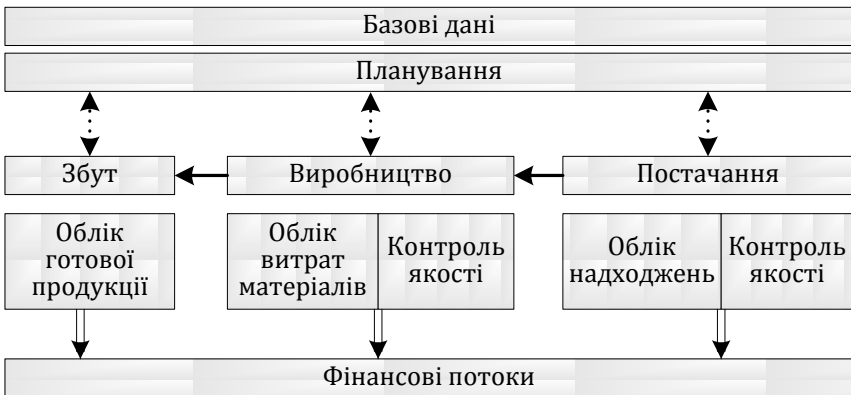 Базові дані
Планування
Збут
Виробництво
Постачання
Облік
готової
продукції
Облік
витрат
матеріалів
Контроль
якості
Облік
надходжень
Контроль
якості
Фінансові потоки